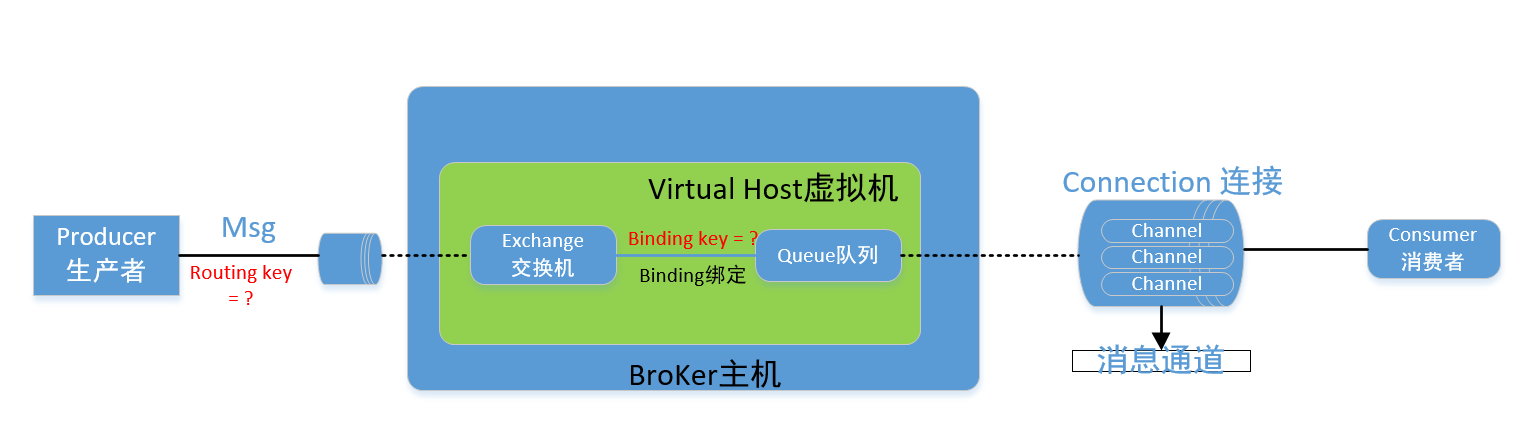 Producer
生产者
Msg
Routing key
= ?
Virtual Host虚拟机
Exchange
交换机
Binding key = ?
Binding绑定
Queue队列
BroKer主机
Connection 连接
Channel
Channel
Channel
消息通道
Consumer
消费者